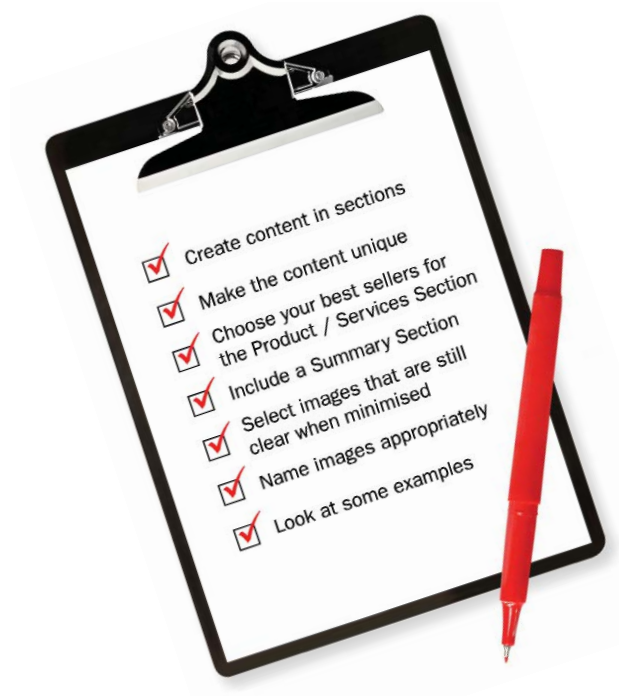 Create content in sections
Make the content unique
Choose your best sellers for
the Product / Services Section
Include a Summary Section
Select images that are still
clear when minimised
Name images appropriately
Look at some examples